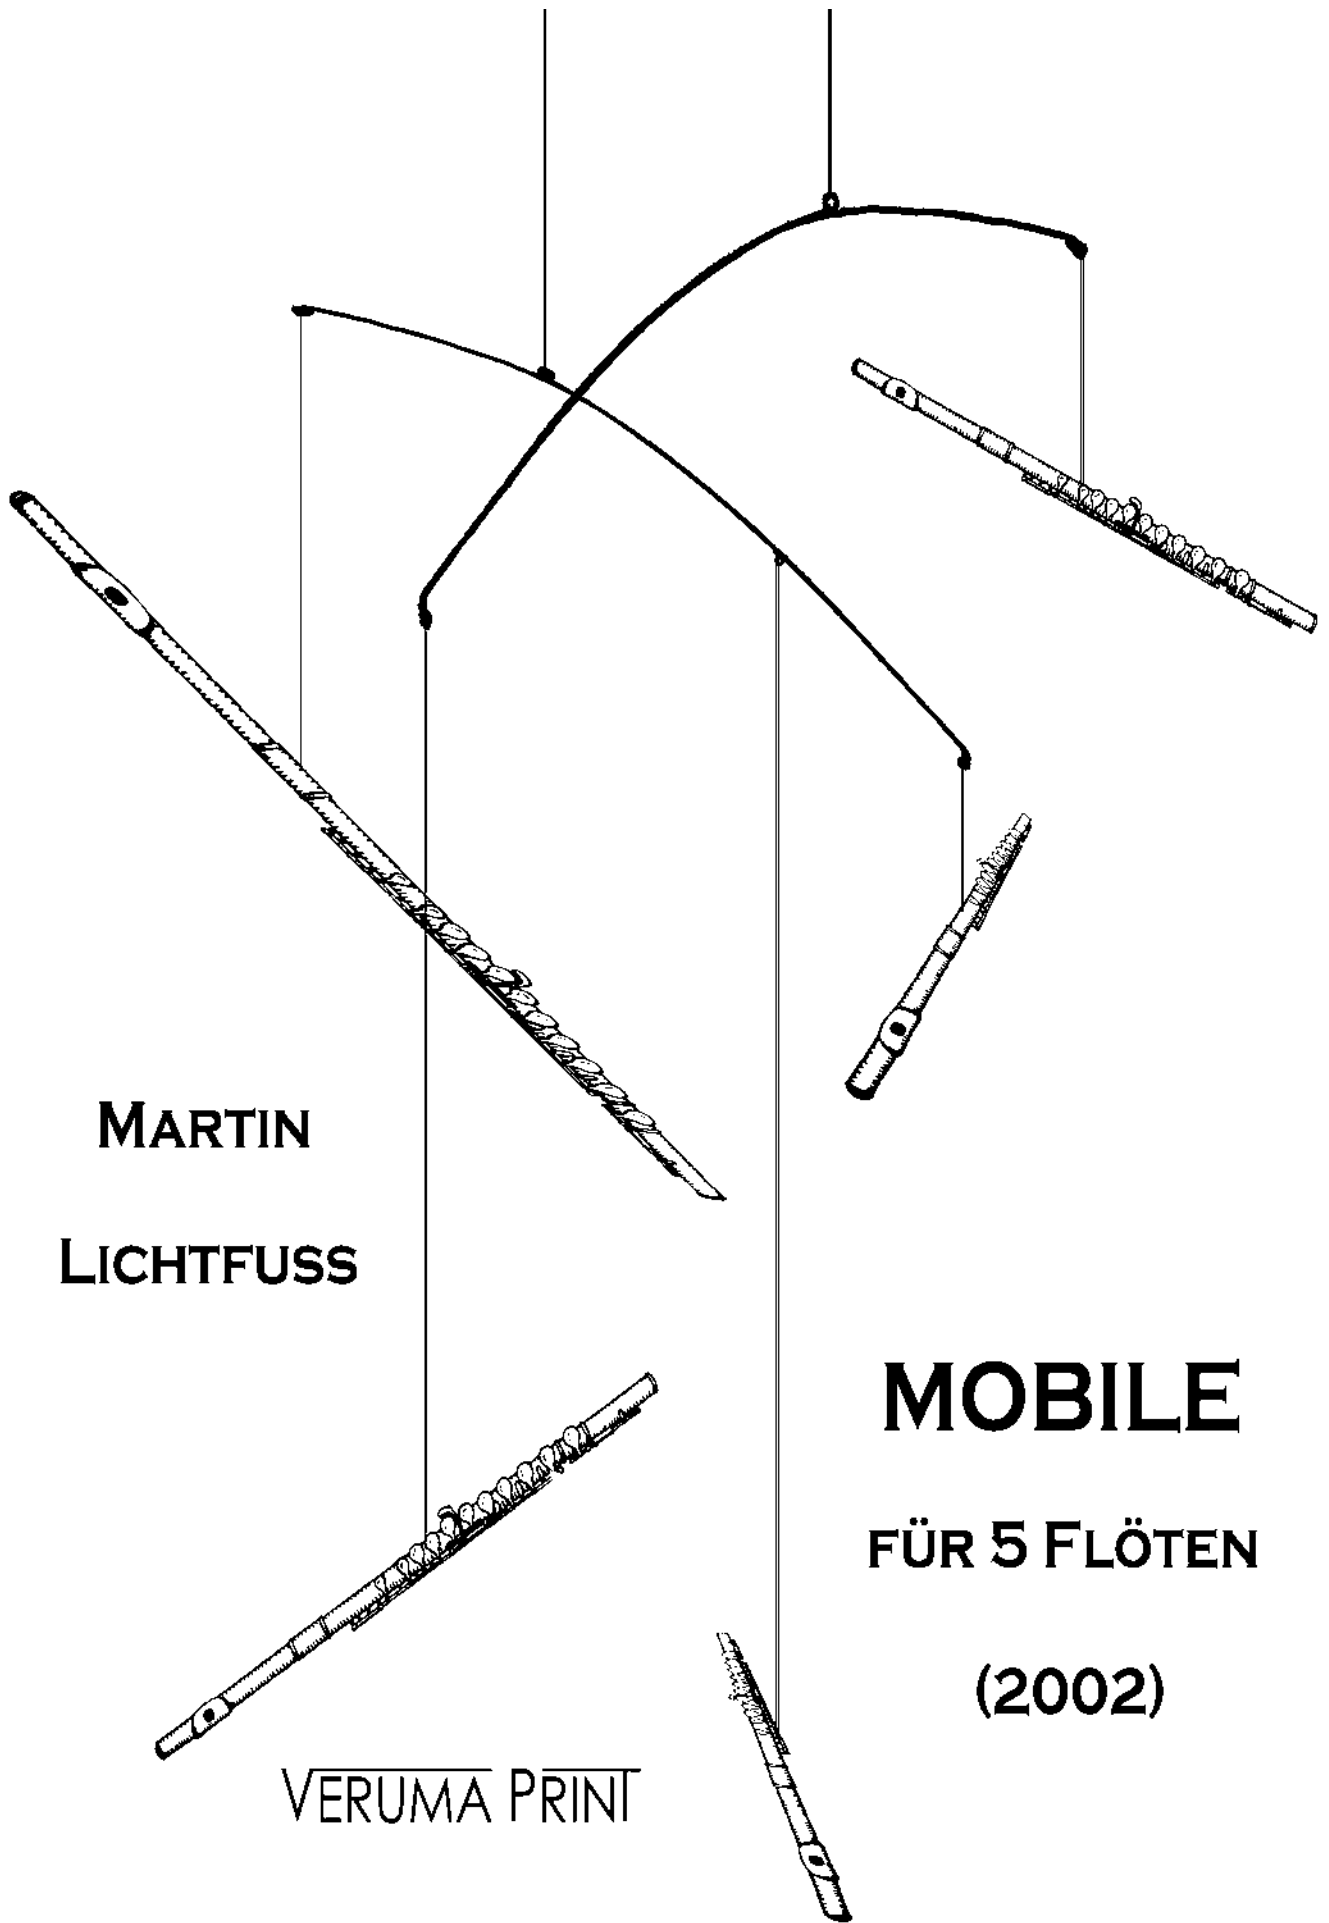 MARTIN
LICHTFUSS
MOBILE
FÜR 5 FLÖTEN
(2002)
VERUMA PRINT